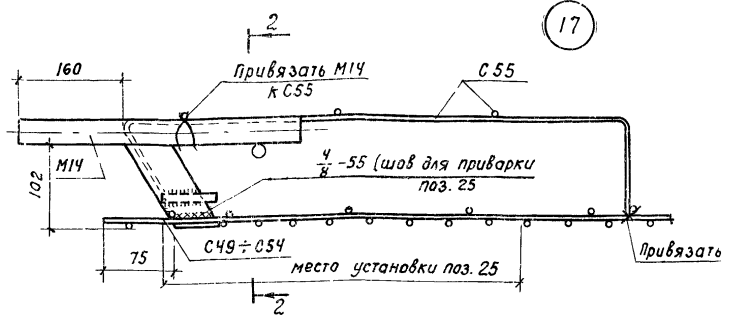 17
2
160
Привязать М14
к С55
С55
М14
102
4/8 -55 (шов для приварки
поз. 25
С49÷С54
Привязать
75
место установки поз. 25
2